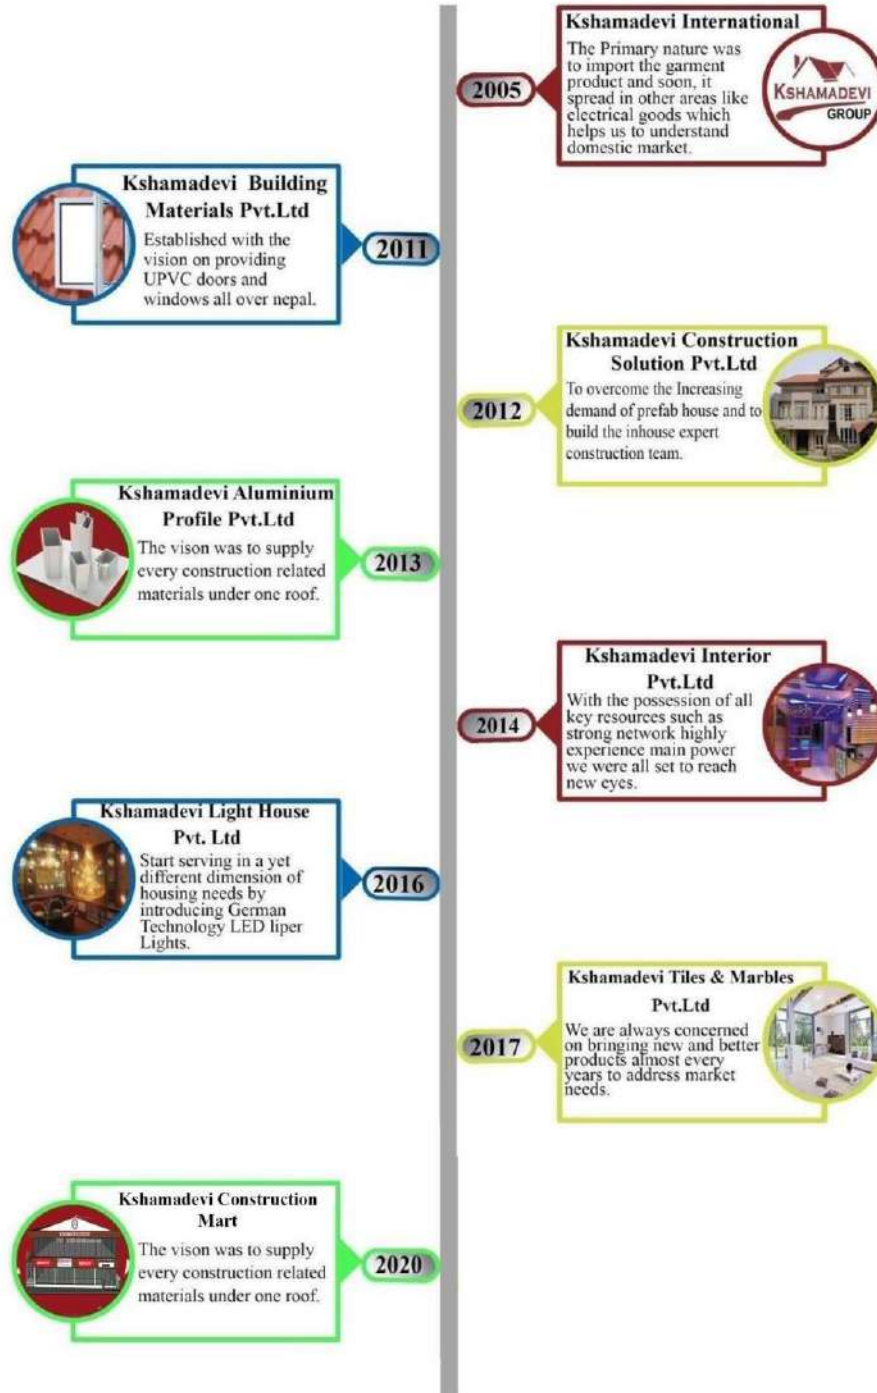 Kshamadevi International
The Primary nature was
to import the garment
product and soon, it
spread in other areas like
electrical goods which
helps us to understand
domestic market.
2005
KSHAMADEVI
GROUP
Kshamadevi Building
Materials Pvt.Ltd
Established with the
vision on providing
UPVC doors and
windows all over nepal.
2011
Kshamadevi Construction
Solution Pvt.Ltd
To overcome the Increasing
demand of prefab house and to
build the inhouse expert
construction team.
2012
Kshamadevi Aluminium
Profile Pvt.Ltd
The vison was to supply
every construction related
materials under one roof.
2013
Kshamadevi Interior
Pvt.Ltd
With the possession of all
key resources such as
strong network highly
experience main power
we were all set to reach
new eyes.
2014
Kshamadevi Light House
Pvt. Ltd
Start serving in a yet
different dimension of
housing needs by
introducing German
Technology LED liper
Lights.
2016
Kshamadevi Tiles & Marbles
Pvt.Ltd
We are always concerned
on bringing new and better
products almost every
years to address market
needs.
2017
Kshamadevi Construction
Mart
The vison was to supply
every construction related
materials under one roof.
2020